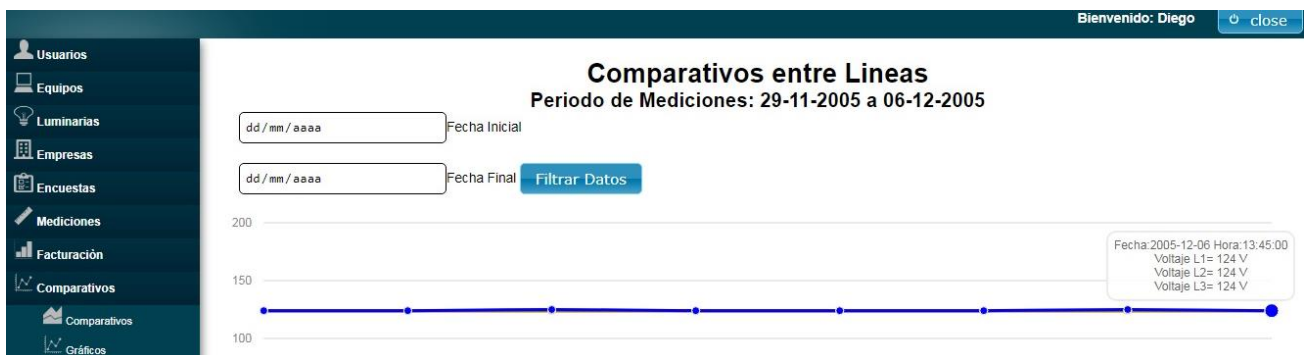 Bienvenido: Diego
close
Usuarios
Equipos
Luminarias
Empresas
Encuestas
Mediciones
Facturaciòn
Comparativos
Comparativos
Gráficos
Comparativos entre Lineas
Periodo de Mediciones: 29-11-2005 a 06-12-2005
dd/mm/aaaa Fecha Inicial
dd/mm/aaaa Fecha Final Filtrar Datos
200
150
100
Fecha:2005-12-06 Hora:13:45:00
Voltaje L1= 124 V
Voltaje L2= 124 V
Voltaje L3= 124 V